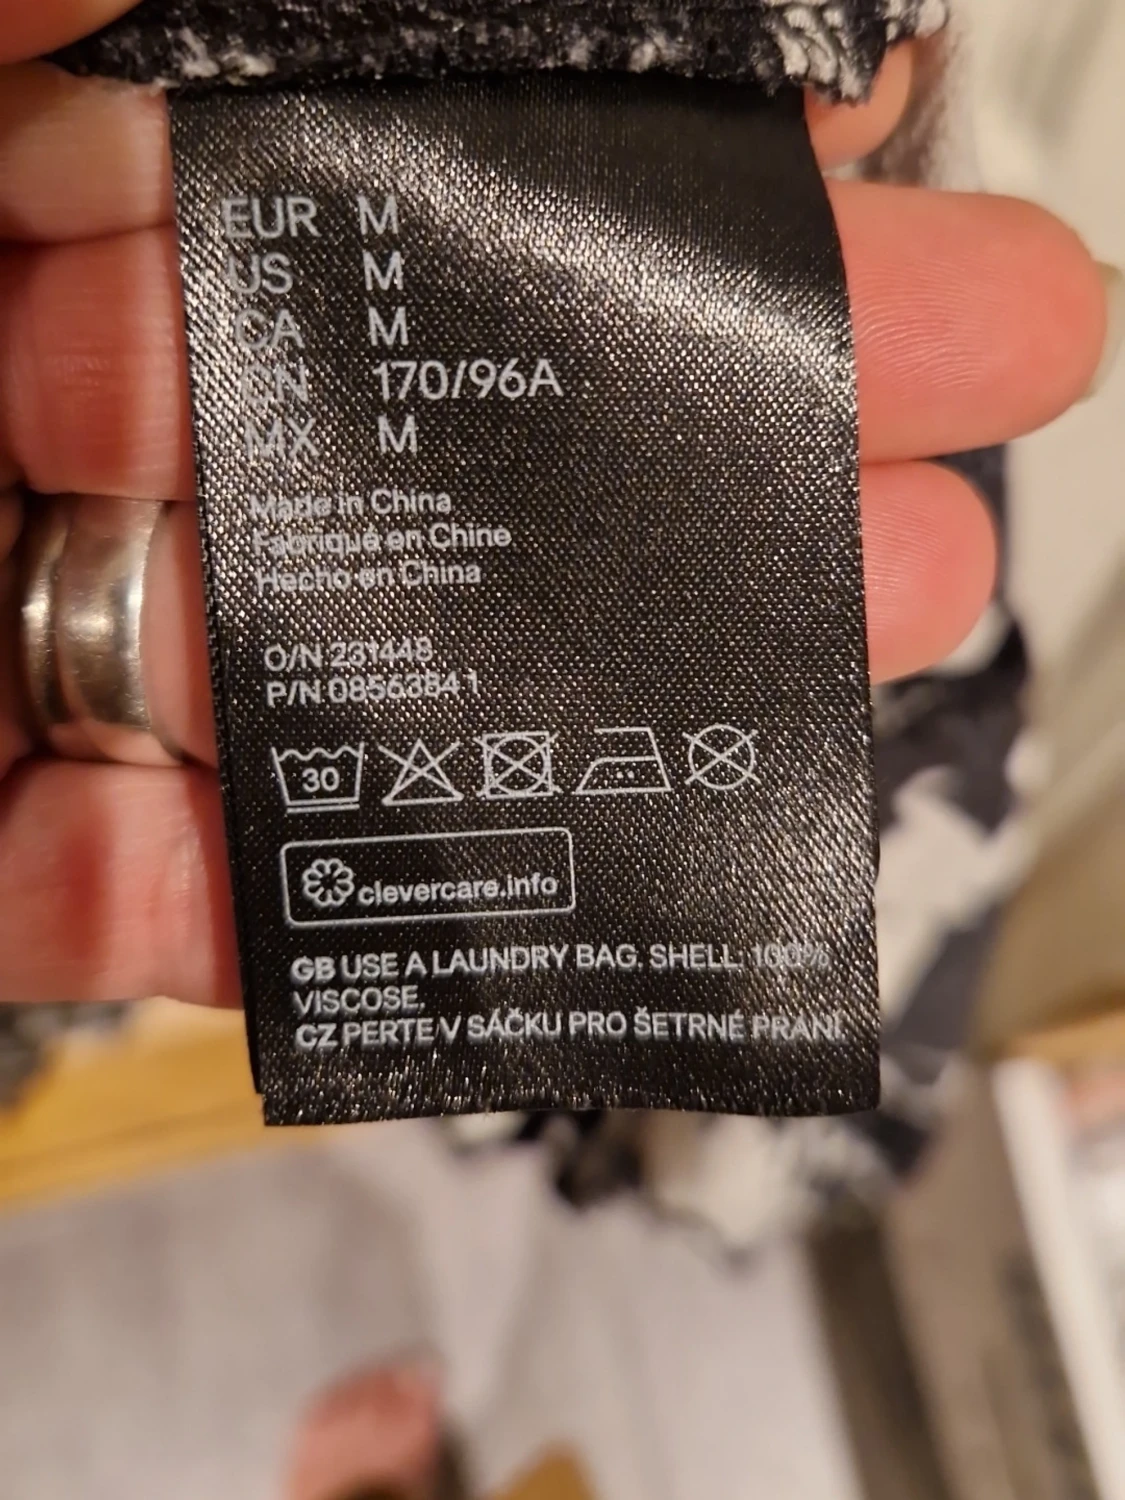 EUR M
US M
CA M
CN 170/96A
MX M
Made in China
Fabriqué en Chine
Hecho en China
O/N 231448
P/N 0856384 1
30
clevercare.info
GB USE A LAUNDRY BAG. SHELL 100%
VISCOSE.
CZ PERTE V SÁČKU PRO ŠETRNÉ PRANÍ.